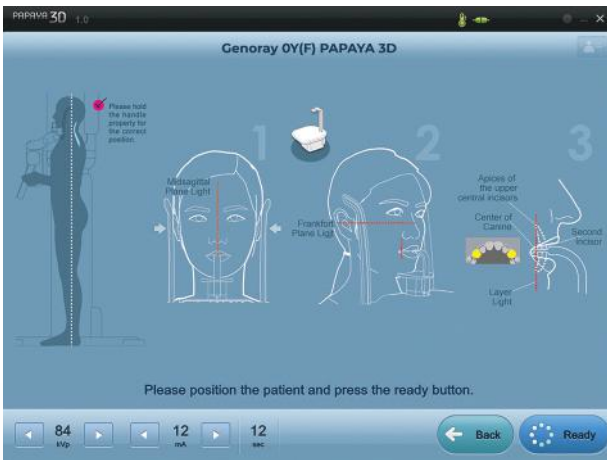 PAPAYA 3D 1.0
Genoray 0Y(F) PAPAYA 3D
Please hold
the handle
property for
the correct
position.
1
Midsagittal
Plane Light
2
Frankfort
Plane Ligt
3
Apices of
the upper
central incisors
Center of
Canine
Second
Incisor
Layer
Light
Please position the patient and press the ready button.
84
kVp
12
mA
12
sec
Back
Ready